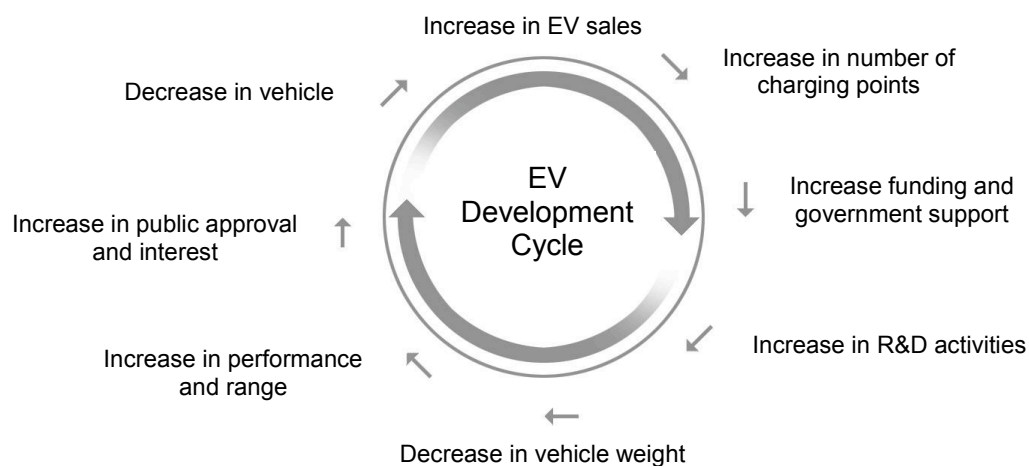 Increase in EV sales
Increase in number of
charging points
Increase funding and
government support
Increase in R&D activities
Decrease in vehicle weight
Increase in performance
and range
Increase in public approval
and interest
Decrease in vehicle
EV
Development
Cycle